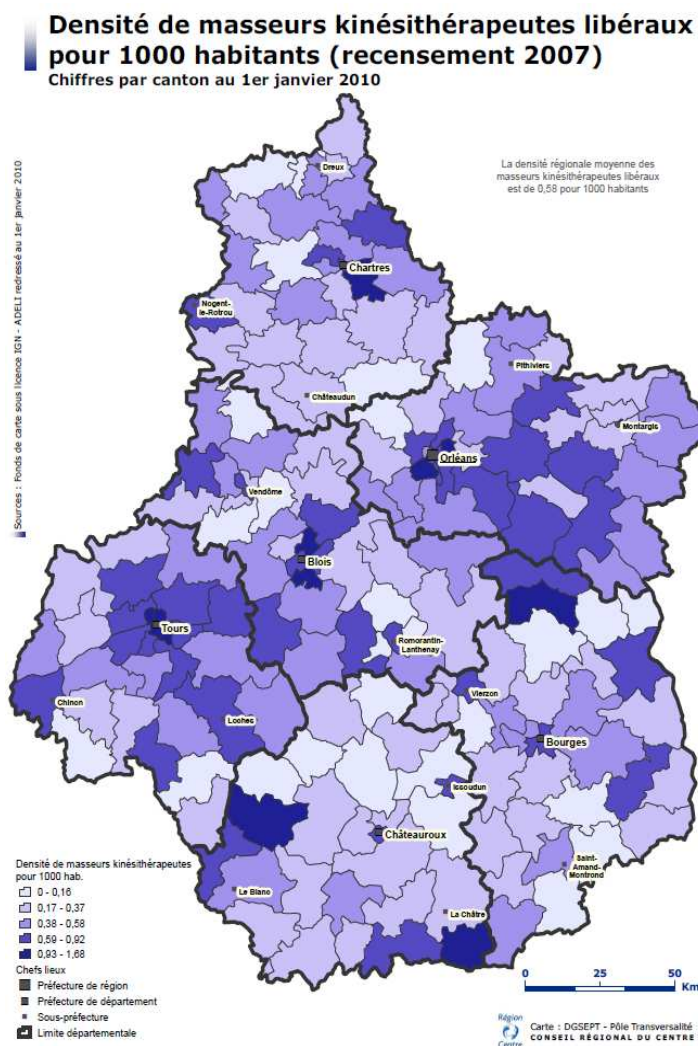 Densité de masseurs kinésithérapeutes libéraux
pour 1000 habitants (recensement 2007)
Chiffres par canton au 1er janvier 2010
La densité régionale moyenne des
masseurs kinésithérapeutes libéraux
est de 0,58 pour 1000 habitants
Sources : Fonds de carte sous licence IGN - ADELI redressé au 1er janvier 2010
Dreux
Chartres
Nogent-
le-Rotrou
Châteaudun
Pithiviers
Montargis
Orléans
Vendôme
Blois
Tours
Romorantin-
Lanthenay
Chinon
Loches
Vierzon
Bourges
Issoudun
Châteauroux
Saint-
Amand-
Montrond
Le Blanc
La Châtre
Densité de masseurs kinésithérapeutes
pour 1000 hab.
0 - 0,16
0,17 - 0,37
0,38 - 0,58
0,59 - 0,92
0,93 - 1,68
Chefs lieux
Préfecture de région
Préfecture de département
Sous-préfecture
Limite départementale
0 25 50
Km
Région
Centre
Carte : DGSEPT - Pôle Transversalité
CONSEIL RÉGIONAL DU CENTRE